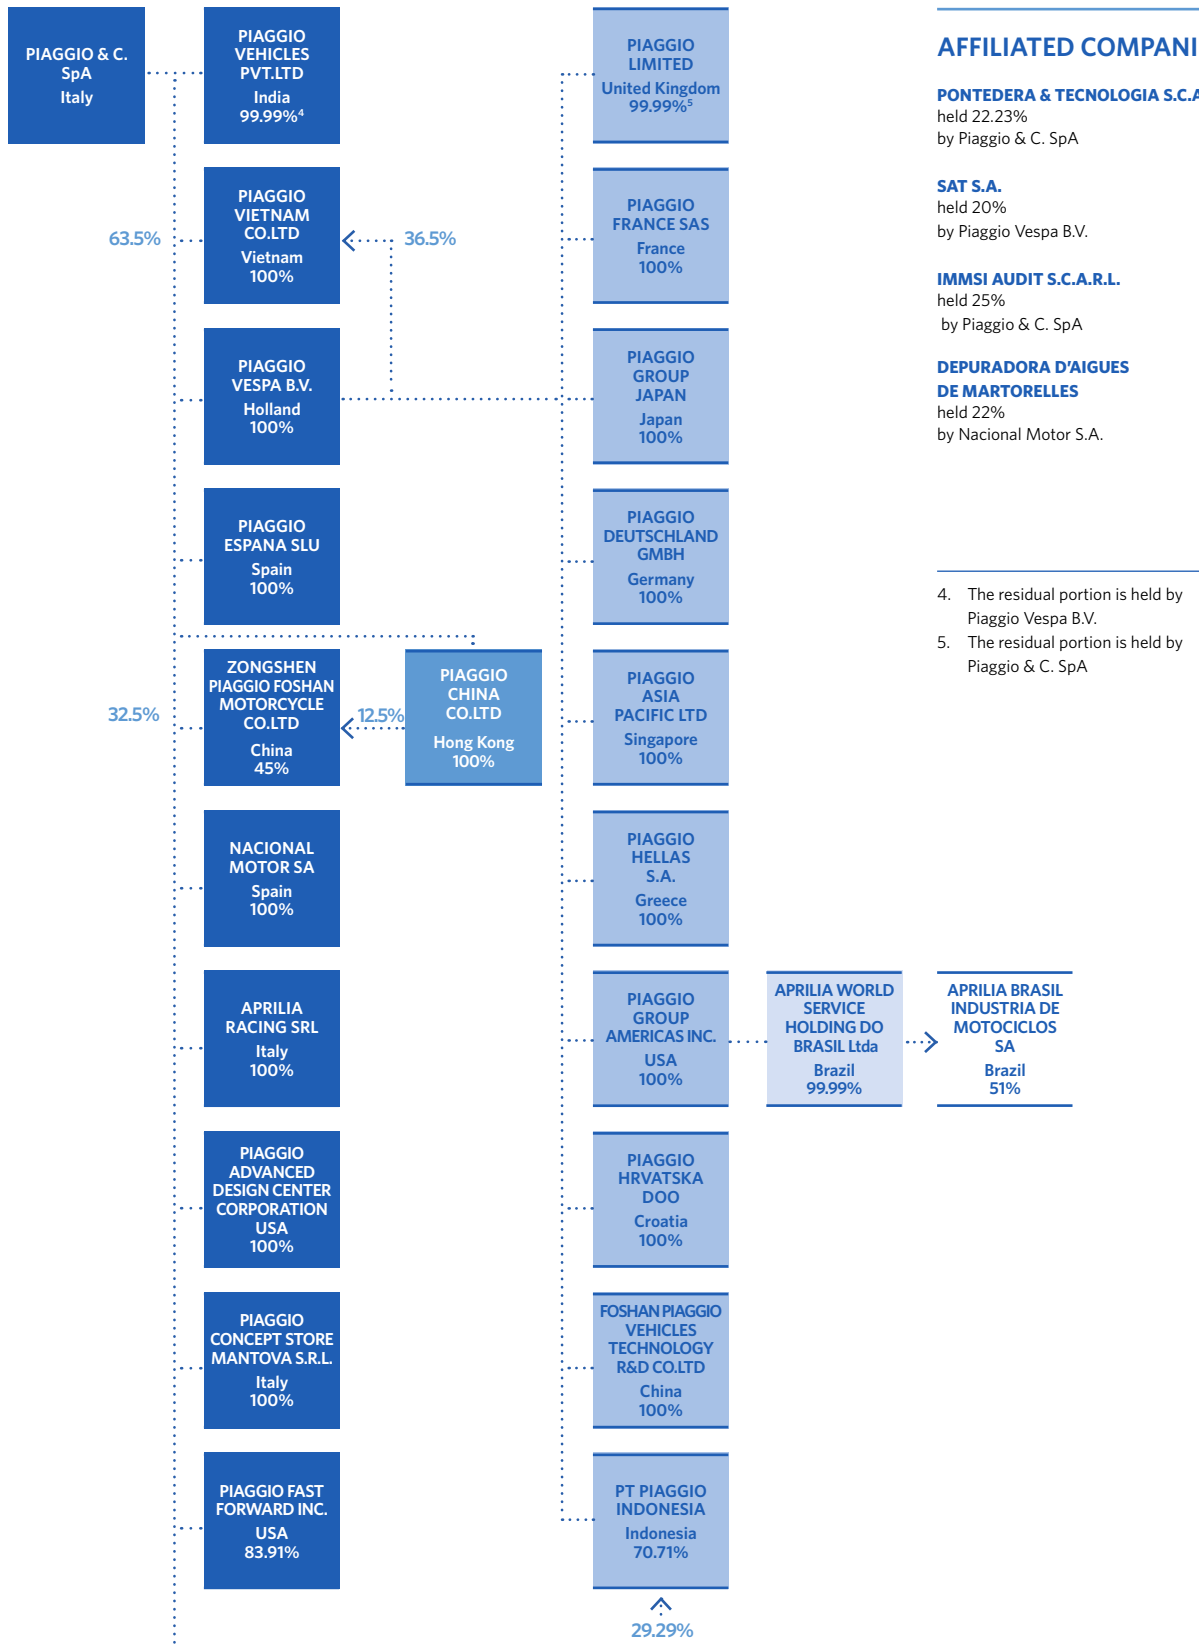 PIAGGIO & C.
SpA
Italy
PIAGGIO
VEHICLES
PVT.LTD
India
99.99%4
63.5%
PIAGGIO
VIETNAM
CO.LTD
Vietnam
100%
36.5%
PIAGGIO
VESPA B.V.
Holland
100%
PIAGGIO
ESPANA SLU
Spain
100%
32.5%
ZONGSHEN
PIAGGIO FOSHAN
MOTORCYCLE
CO.LTD
China
45%
12.5%
PIAGGIO
CHINA
CO.LTD
Hong Kong
100%
NACIONAL
MOTOR SA
Spain
100%
APRILIA
RACING SRL
Italy
100%
PIAGGIO
ADVANCED
DESIGN CENTER
CORPORATION
USA
100%
PIAGGIO
CONCEPT STORE
MANTOVA S.R.L.
Italy
100%
PIAGGIO FAST
FORWARD INC.
USA
83.91%
PIAGGIO
LIMITED
United Kingdom
99.99%5
PIAGGIO
FRANCE SAS
France
100%
PIAGGIO
GROUP
JAPAN
Japan
100%
PIAGGIO
DEUTSCHLAND
GMBH
Germany
100%
PIAGGIO
ASIA
PACIFIC LTD
Singapore
100%
PIAGGIO
HELLAS
S.A.
Greece
100%
PIAGGIO
GROUP
AMERICAS INC.
USA
100%
APRILIA WORLD
SERVICE
HOLDING DO
BRASIL Ltda
Brazil
99.99%
APRILIA BRASIL
INDUSTRIA DE
MOTOCICLOS
SA
Brazil
51%
PIAGGIO
HRVATSKA
DOO
Croatia
100%
FOSHAN PIAGGIO
VEHICLES
TECHNOLOGY
R&D CO.LTD
China
100%
PT PIAGGIO
INDONESIA
Indonesia
70.71%
29.29%
AFFILIATED COMPANI
PONTEDERA & TECNOLOGIA S.C.A
held 22.23%
by Piaggio & C. SpA
SAT S.A.
held 20%
by Piaggio Vespa B.V.
IMMSI AUDIT S.C.A.R.L.
held 25%
by Piaggio & C. SpA
DEPURADORA D'AIGUES
DE MARTORELLES
held 22%
by Nacional Motor S.A.
4. The residual portion is held by
Piaggio Vespa B.V.
5. The residual portion is held by
Piaggio & C. SpA